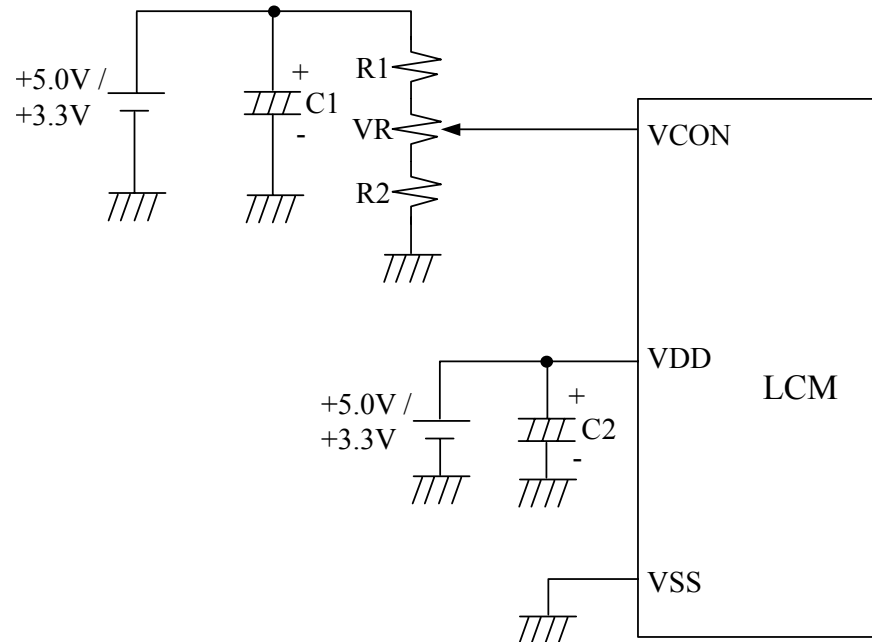 +5.0V /
+3.3V
+
C1
-
R1
VR
R2
VCON
VDD
LCM
+5.0V /
+3.3V
+
C2
-
VSS